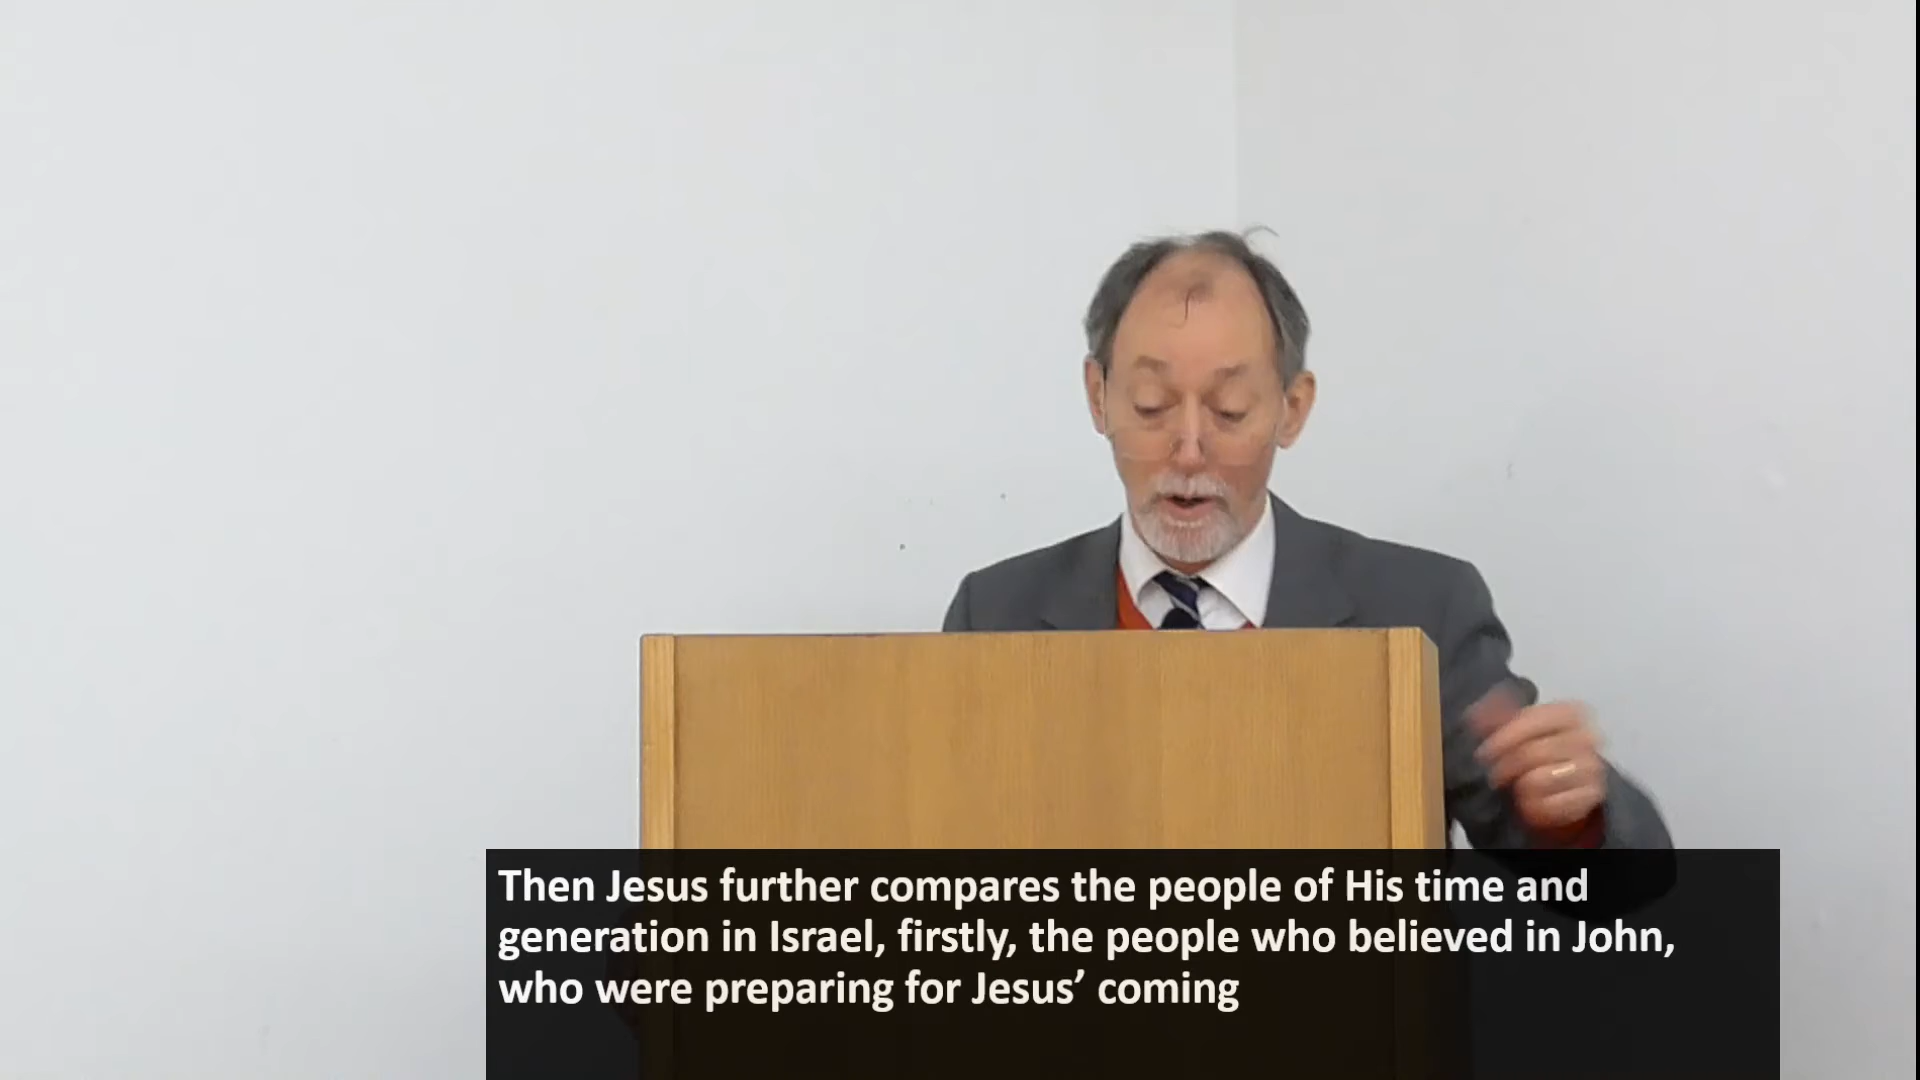 Then Jesus further compares the people of His time and
generation in Israel, firstly, the people who believed in John,
who were preparing for Jesus’ coming